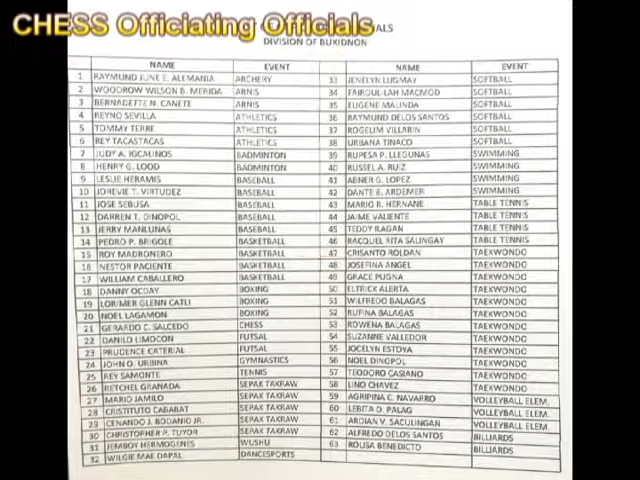 CHESS Officiating Officials
ALS
DIVISION OF BUKIDNON
NAME EVENT NAME EVENT
1 RAYMUND JUNE E. ALEMANIA ARCHERY 33 JENELYN LUGMAY SOFTBALL
2 WOODROW WILSON B. MERIDA ARNIS 34 FAIROUL-LAH MACMOD SOFTBALL
3 BERNADETTE N. CANETE ARNIS 35 EUGENE MALINDA SOFTBALL
4 REYNO SEVILLA ATHLETICS 36 RAYMUND DELOS SANTOS SOFTBALL
5 TOMMY TERRE ATHLETICS 37 ROGELIM VILLARIN SOFTBALL
6 REY TACASTACAS ATHLETICS 38 URBANA TINACO SOFTBALL
7 JUDY A. IGCALINOS BADMINTON 39 RUPESA P. LLEGUNAS SWIMMING
8 HENRY G. LOOD BADMINTON 40 RUSSEL A. RUIZ SWIMMING
9 LESLIE HERAMIS BASEBALL 41 ABNER G. LOPEZ SWIMMING
10 JOREVIE T. VIRTUDEZ BASEBALL 42 DANTE B. ARDEMER SWIMMING
11 JOSE SEBUSA BASEBALL 43 MARIO R. HERNANE TABLE TENNIS
12 DARREN T. DINOPOL BASEBALL 44 JAIME VALIENTE TABLE TENNIS
13 JERRY MANLUNAS BASEBALL 45 TEDDY RAGAN TABLE TENNIS
14 PEDRO P. BRIGOLE BASKETBALL 46 RACQUEL RITA SALINGAY TABLE TENNIS
15 ROY MADRONERO BASKETBALL 47 CRISANTO ROLDAN TAEKWONDO
16 NESTOR PACIENTE BASKETBALL 48 JOSEFINA ANGEL TAEKWONDO
17 WILLIAM CABALLERO BASKETBALL 49 GRACE PUGNA TAEKWONDO
18 DANNY OCDAY BOXING 50 ELTRICK ALERTA TAEKWONDO
19 LORIMER GLENN CATLI BOXING 51 WILFREDO BALAGAS TAEKWONDO
20 NOEL LAGAMON BOXING 52 RUFINA BALAGAS TAEKWONDO
21 GERARDO C. SALCEDO CHESS 53 ROWENA BALAGAS TAEKWONDO
22 DANILO LIMOCON FUTSAL 54 SUZANNE VALLEDOR TAEKWONDO
23 PRUDENCE CATERIAL FUTSAL 55 JOCELYN ESTOYA TAEKWONDO
24 JOHN O. URBINA GYMNASTICS 56 NOEL DINOPOL TAEKWONDO
25 REY SAMONTE TENNIS 57 TEODORO CASIANO TAEKWONDO
26 RETCHEL GRANADA SEPAK TAKRAW 58 LINO CHAVEZ TAEKWONDO
27 MARIO JAMILO SEPAK TAKRAW 59 AGRIPINA C. NAVARRO VOLLEYBALL ELEM.
28 CRISTITUTO CABABAT SEPAK TAKRAW 60 LEBITA D. PALAG VOLLEYBALL ELEM.
29 CENANDO J. BODANIO JR. SEPAK TAKRAW 61 ARDIAN V. SACULINGAN VOLLEYBALL ELEM.
30 CHRISTOPHER P. TUYOR SEPAK TAKRAW 62 ALFREDO DELOS SANTOS BILLIARDS
31 JEMBOY HERMOGENES WUSHU 63 ROUSA BENEDICTO BILLIARDS
32 WILGIE MAE DAPAL DANCESPORTS